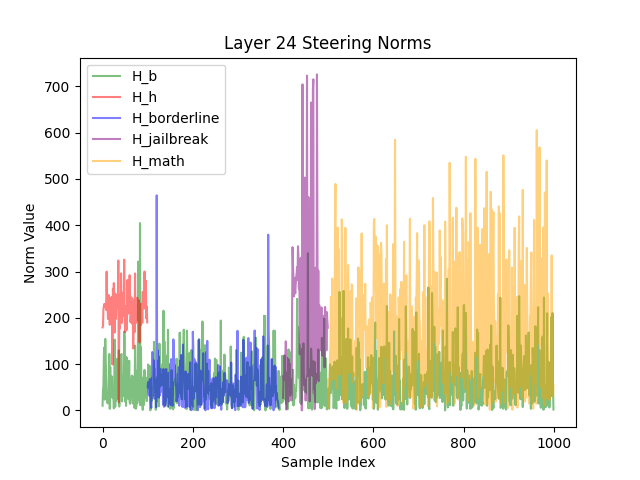 Layer 24 Steering Norms
H_b
H_h
H_borderline
H_jailbreak
H_math
700
600
500
400
300
200
100
0
Norm Value
0 200 400 600 800 1000
Sample Index